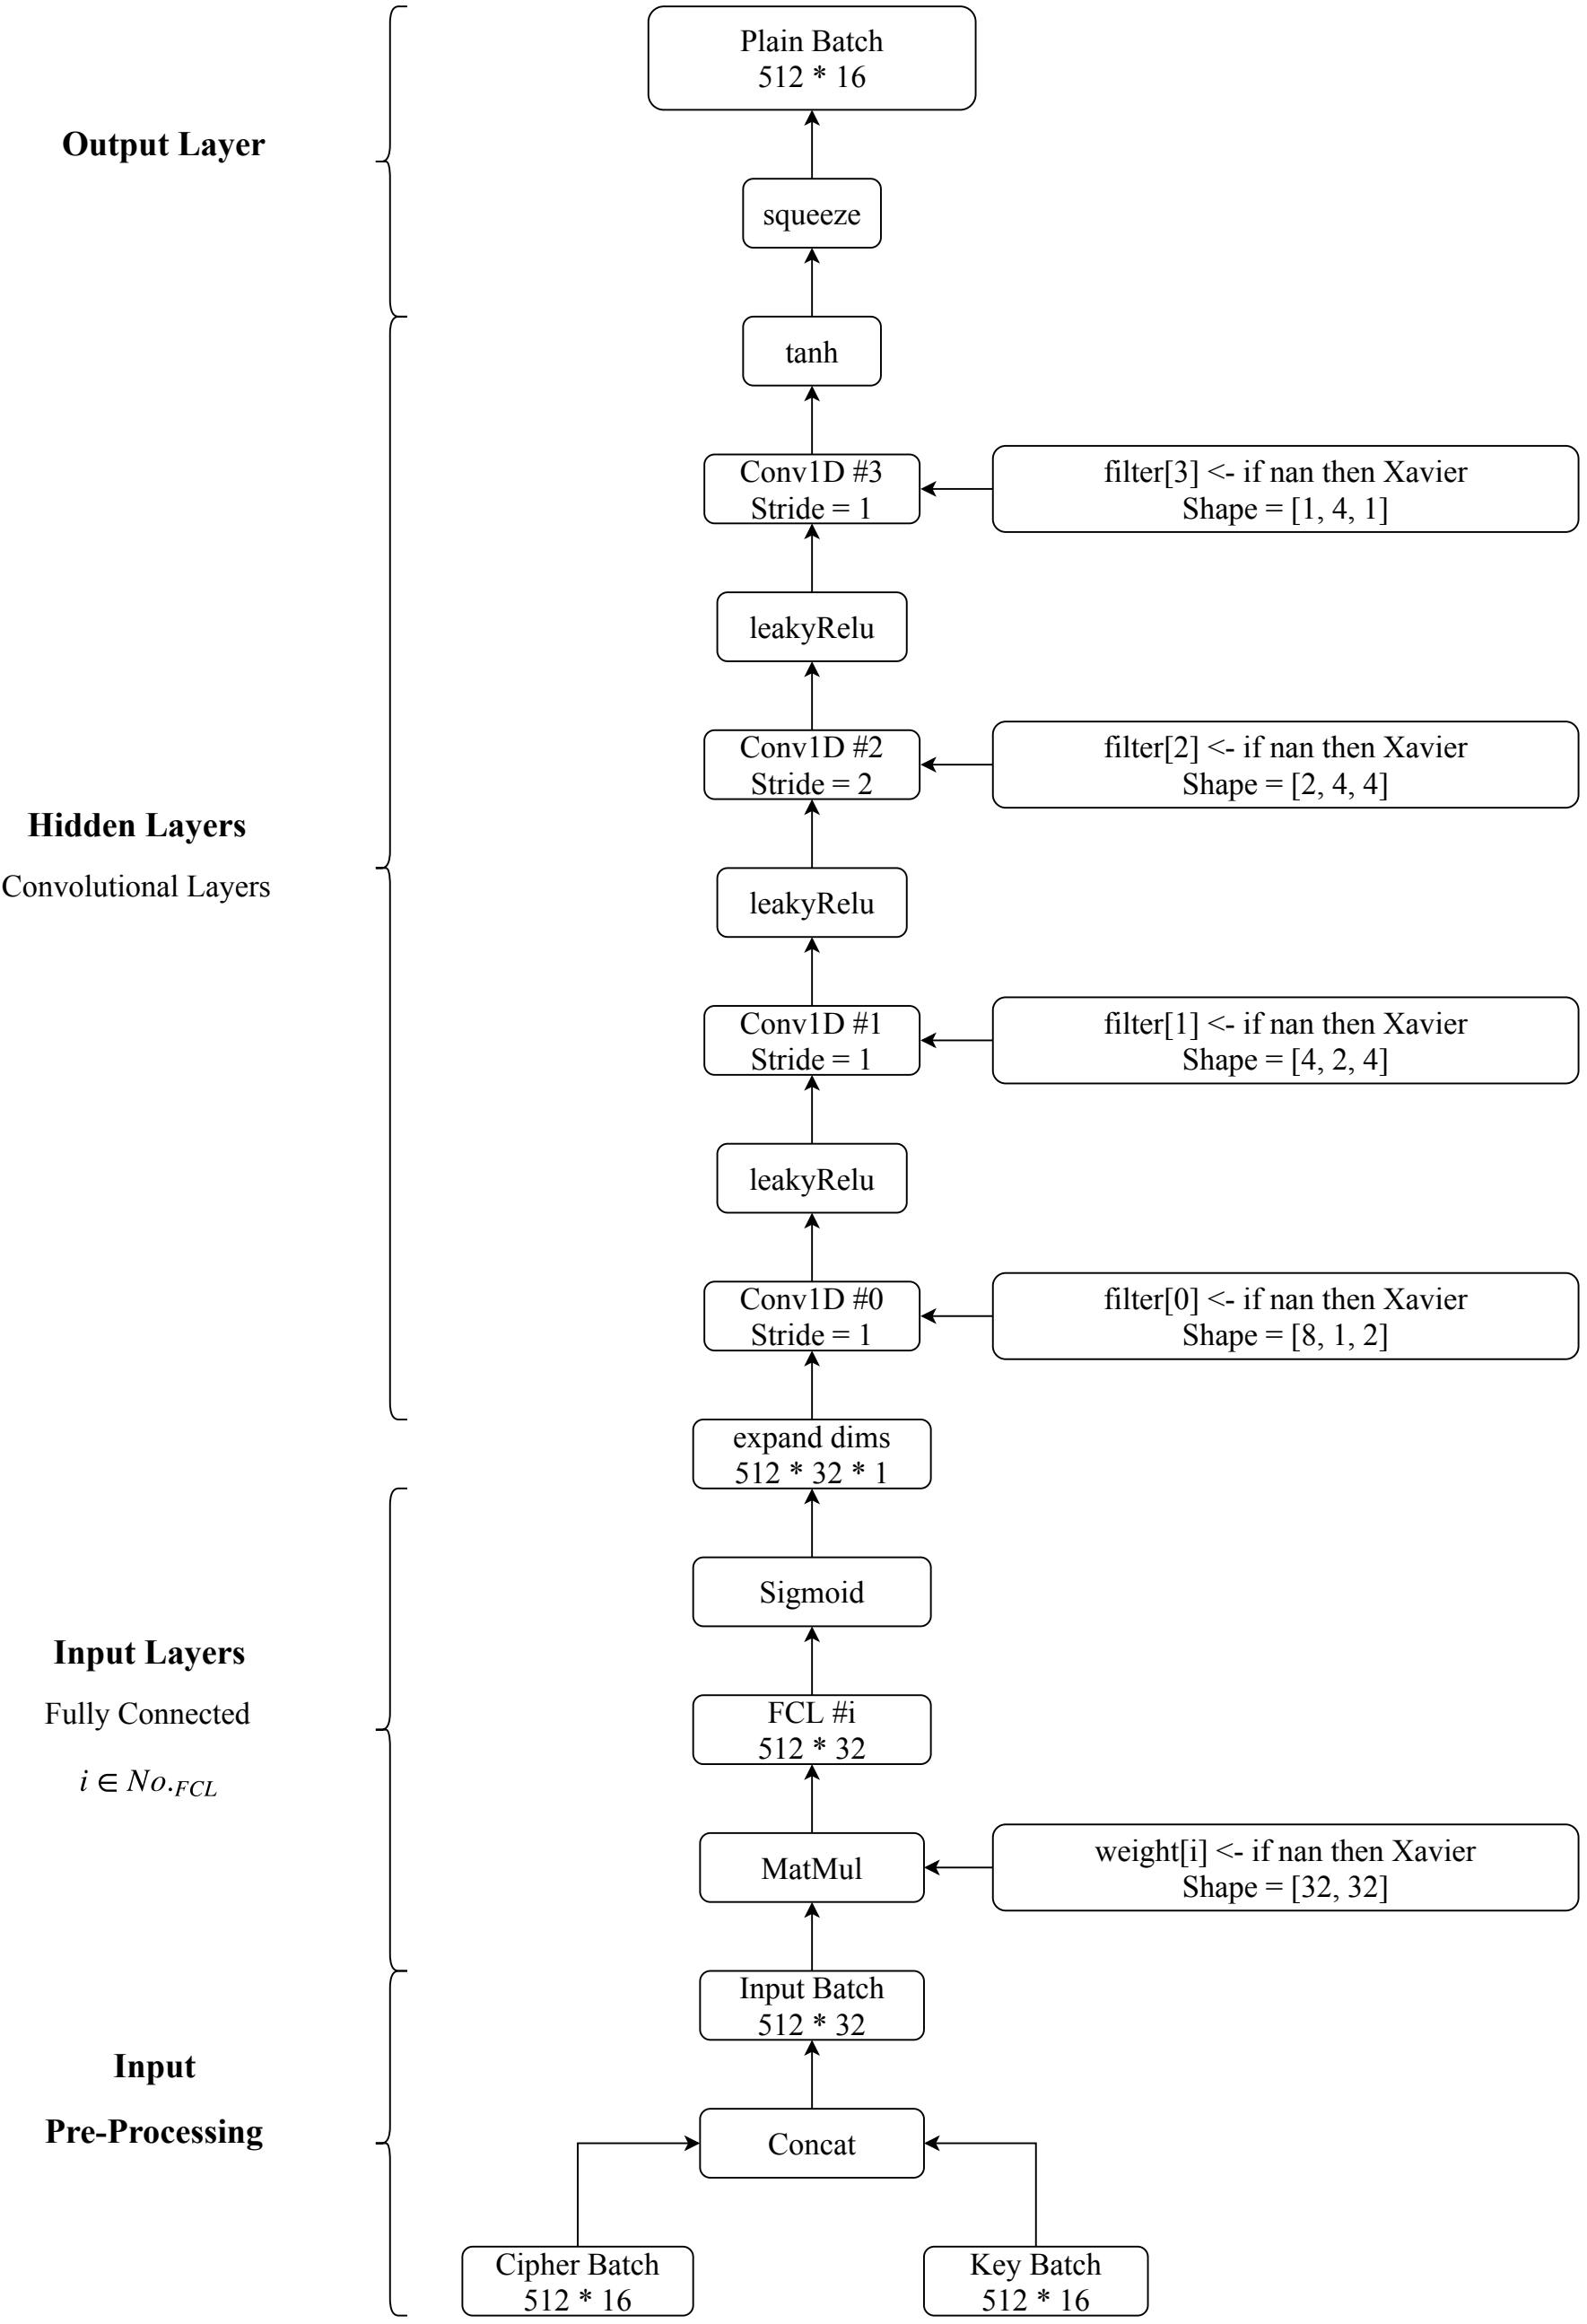 Plain Batch
512 * 16
Output Layer
squeeze
tanh
Conv1D #3
Stride = 1
filter[3] <- if nan then Xavier
Shape = [1, 4, 1]
leakyRelu
Conv1D #2
Stride = 2
filter[2] <- if nan then Xavier
Shape = [2, 4, 4]
Hidden Layers
Convolutional Layers
leakyRelu
Conv1D #1
Stride = 1
filter[1] <- if nan then Xavier
Shape = [4, 2, 4]
leakyRelu
Conv1D #0
Stride = 1
filter[0] <- if nan then Xavier
Shape = [8, 1, 2]
expand dims
512 * 32 * 1
Sigmoid
Input Layers
Fully Connected
i ∈ No.FCL
FCL #i
512 * 32
MatMul
weight[i] <- if nan then Xavier
Shape = [32, 32]
Input Batch
512 * 32
Input
Pre-Processing
Concat
Cipher Batch
512 * 16
Key Batch
512 * 16